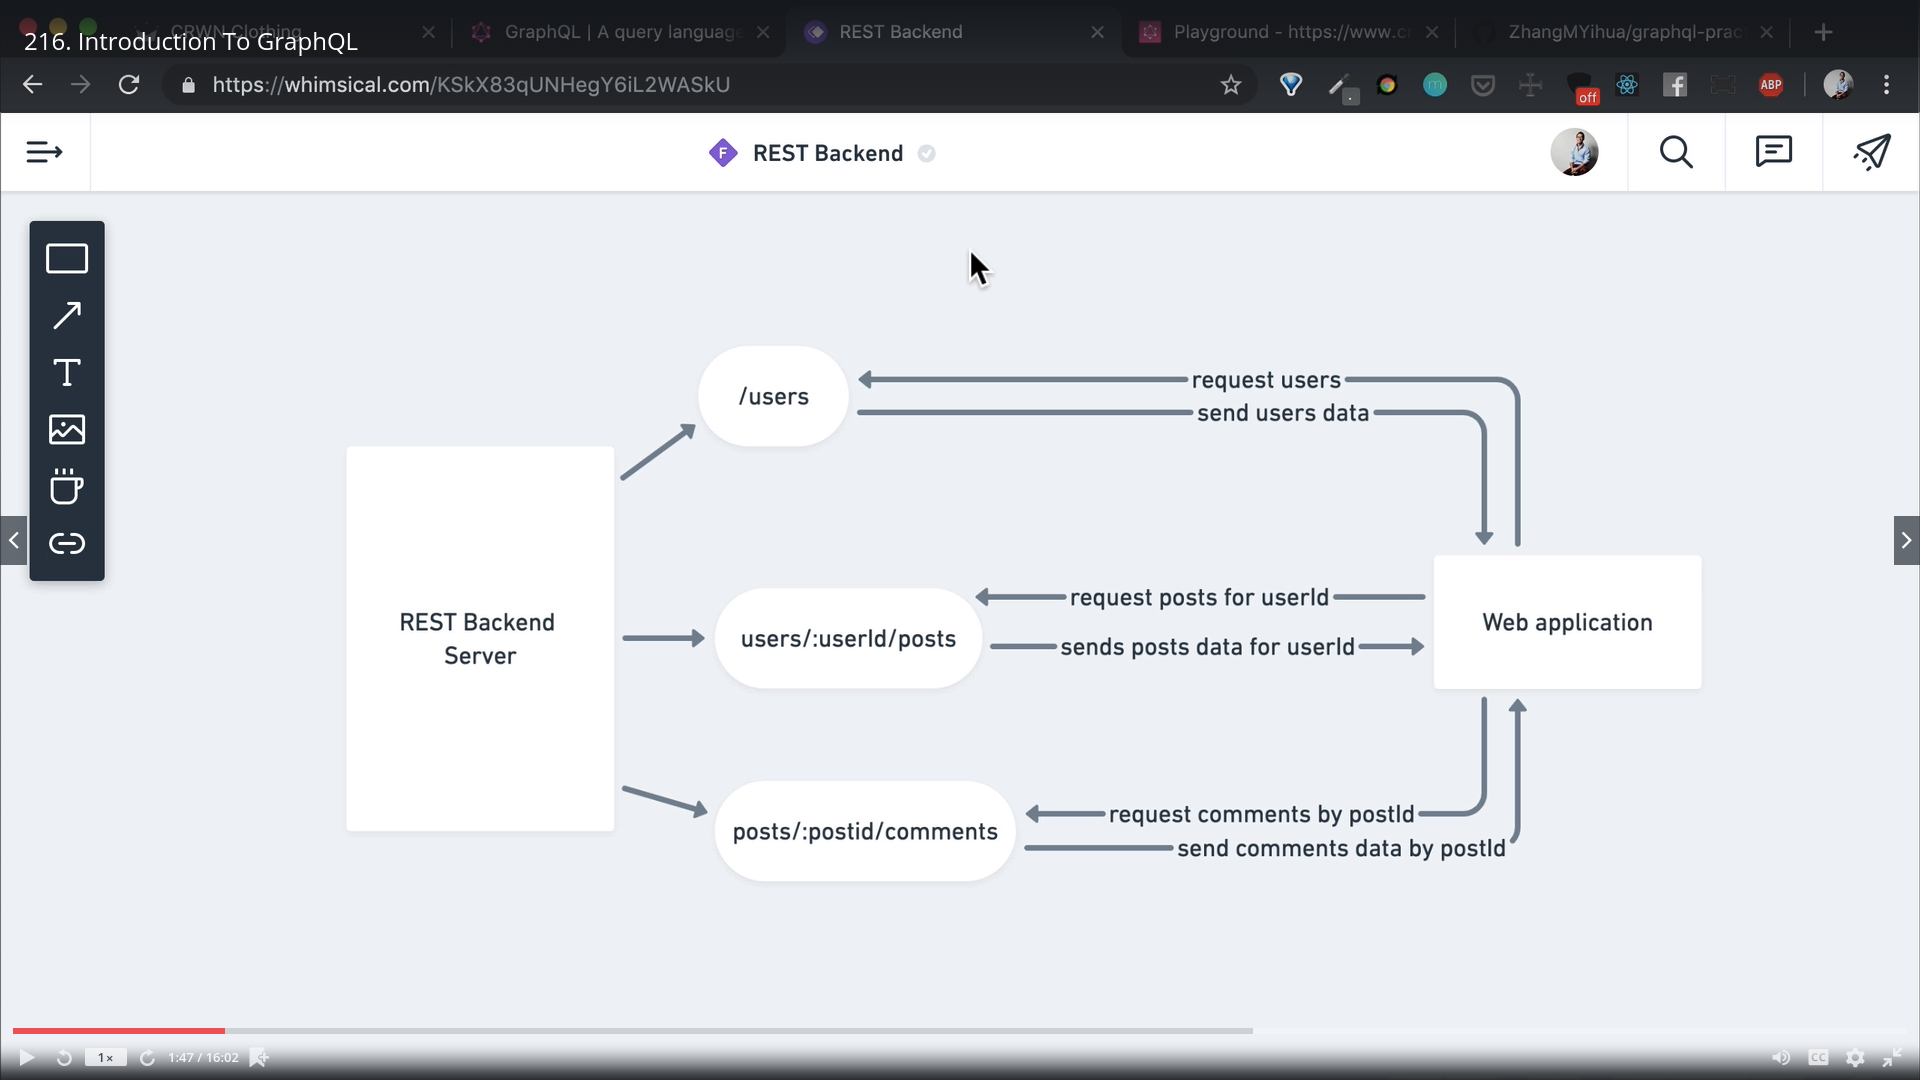 216. Introduction To GraphQL
CRWN Clothing
GraphQL | A query language
REST Backend
Playground - https://www.c
ZhangMYihua/graphql-prac
https://whimsical.com/KSkX83qUNHegY6iL2WASkU
off
ABP
F
REST Backend
T
/users
request users
send users data
REST Backend
Server
users/:userId/posts
request posts for userId
sends posts data for userId
Web application
posts/:postid/comments
request comments by postId
send comments data by postId
1×
1:47 / 16:02
CC